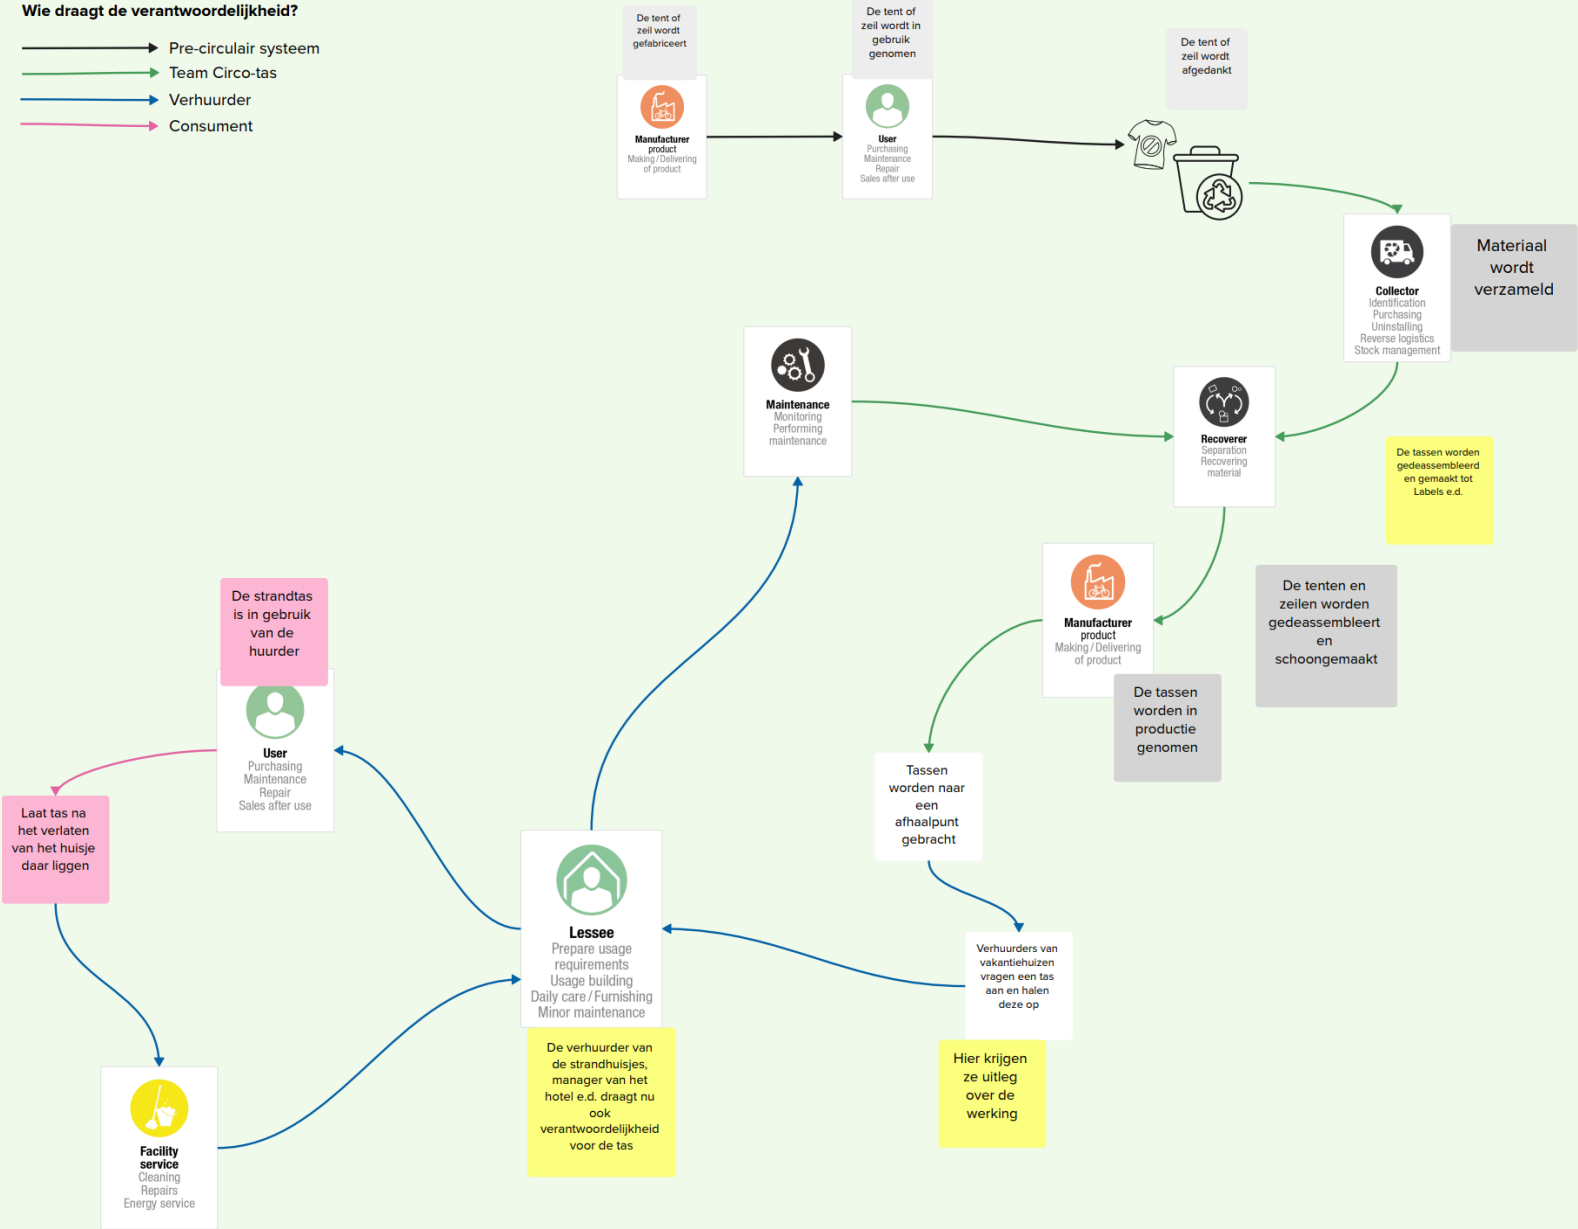 Wie draagt de verantwoordelijkheid?
Pre-circulair systeem
Team Circo-tas
Verhuurder
Consument
De tent of
zeil wordt
gefabriceert
Manufacturer
product
Making / Delivering
of product
De tent of
zeil wordt in
gebruik
genomen
User
Purchasing
Maintenance
Repair
Sales after use
De tent of
zeil wordt
afgedankt
Collector
Identification
Purchasing
Uninstalling
Reverse logistics
Stock management
Materiaal
wordt
verzameld
Maintenance
Monitoring
Performing
maintenance
Recoverer
Separation
Recovering
material
De tassen worden
gedeassembleerd
en gemaakt tot
Labels e.d.
Manufacturer
product
Making / Delivering
of product
De tenten en
zeilen worden
gedeassembleert
en
schoongemaakt
De tassen
worden in
productie
genomen
De strandtas
is in gebruik
van de
huurder
User
Purchasing
Maintenance
Repair
Sales after use
Laat tas na
het verlaten
van het huisje
daar liggen
Tassen
worden naar
een
afhaalpunt
gebracht
Lessee
Prepare usage
requirements
Usage building
Daily care / Furnishing
Minor maintenance
Verhuurders van
vakantiehuizen
vragen een tas
aan en halen
deze op
De verhuurder van
de strandhuisjes,
manager van het
hotel e.d. draagt nu
ook
verantwoordelijkheid
voor de tas
Hier krijgen
ze uitleg
over de
werking
Facility
service
Cleaning
Repairs
Energy service